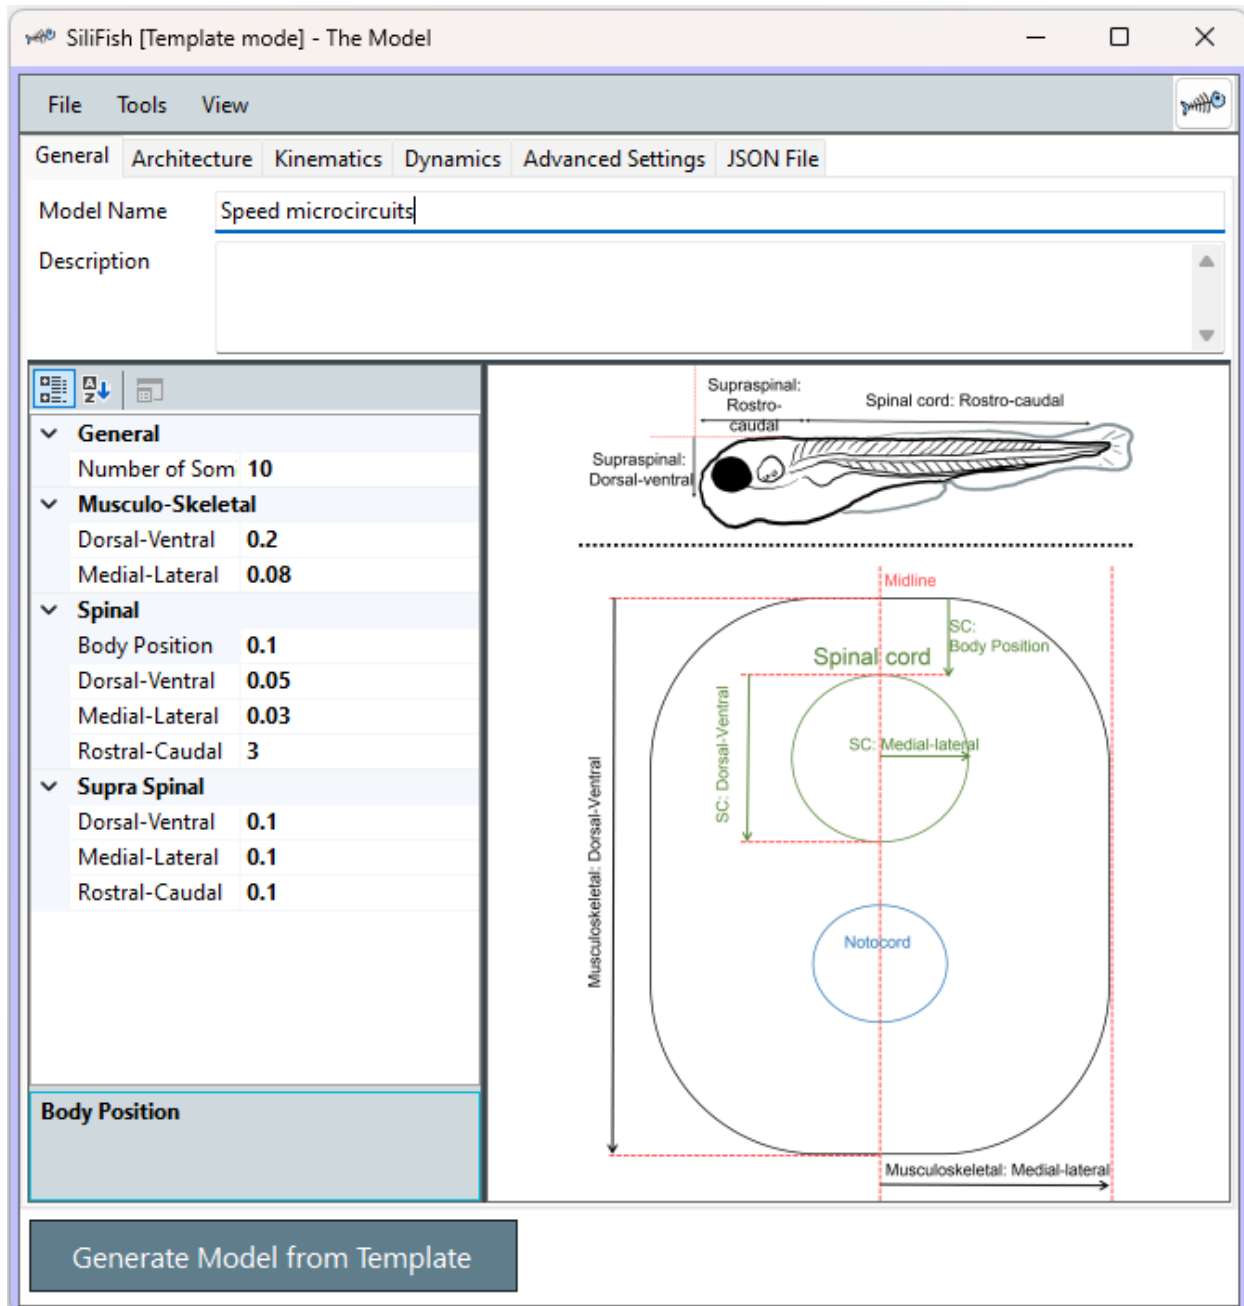 SiliFish [Template mode] - The Model
File Tools View
General Architecture Kinematics Dynamics Advanced Settings JSON File
Model Name Speed microcircuits
Description
General
Number of Som 10
Musculo-Skeletal
Dorsal-Ventral 0.2
Medial-Lateral 0.08
Spinal
Body Position 0.1
Dorsal-Ventral 0.05
Medial-Lateral 0.03
Rostral-Caudal 3
Supra Spinal
Dorsal-Ventral 0.1
Medial-Lateral 0.1
Rostral-Caudal 0.1
Body Position
Supraspinal:
Rostro-
caudal
Spinal cord: Rostro-caudal
Supraspinal:
Dorsal-ventral
Midline
SC:
Body Position
Spinal cord
SC: Dorsal-Ventral
SC: Medial-lateral
Musculoskeletal: Dorsal-Ventral
Notocord
Musculoskeletal: Medial-lateral
Generate Model from Template